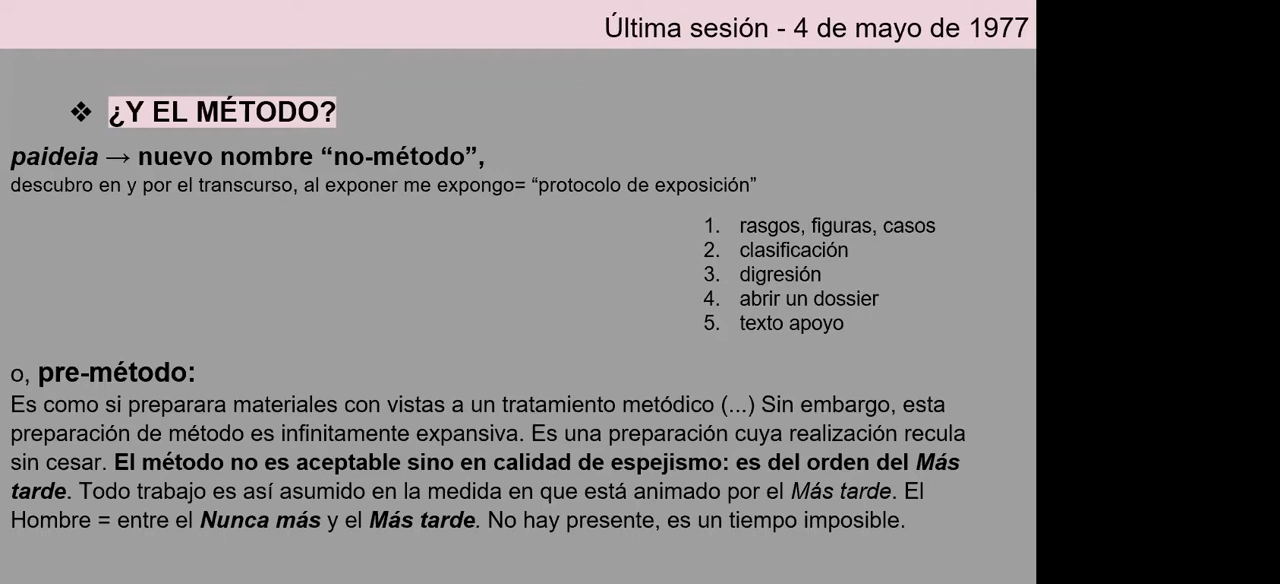 Última sesión - 4 de mayo de 1977
❖ ¿Y EL MÉTODO?
paideia → nuevo nombre “no-método”,
descubro en y por el transcurso, al exponer me expongo= “protocolo de exposición”
1. rasgos, figuras, casos
2. clasificación
3. digresión
4. abrir un dossier
5. texto apoyo
o, pre-método:
Es como si preparara materiales con vistas a un tratamiento metódico (...) Sin embargo, esta
preparación de método es infinitamente expansiva. Es una preparación cuya realización recula
sin cesar. El método no es aceptable sino en calidad de espejismo: es del orden del Más
tarde. Todo trabajo es así asumido en la medida en que está animado por el Más tarde. El
Hombre = entre el Nunca más y el Más tarde. No hay presente, es un tiempo imposible.